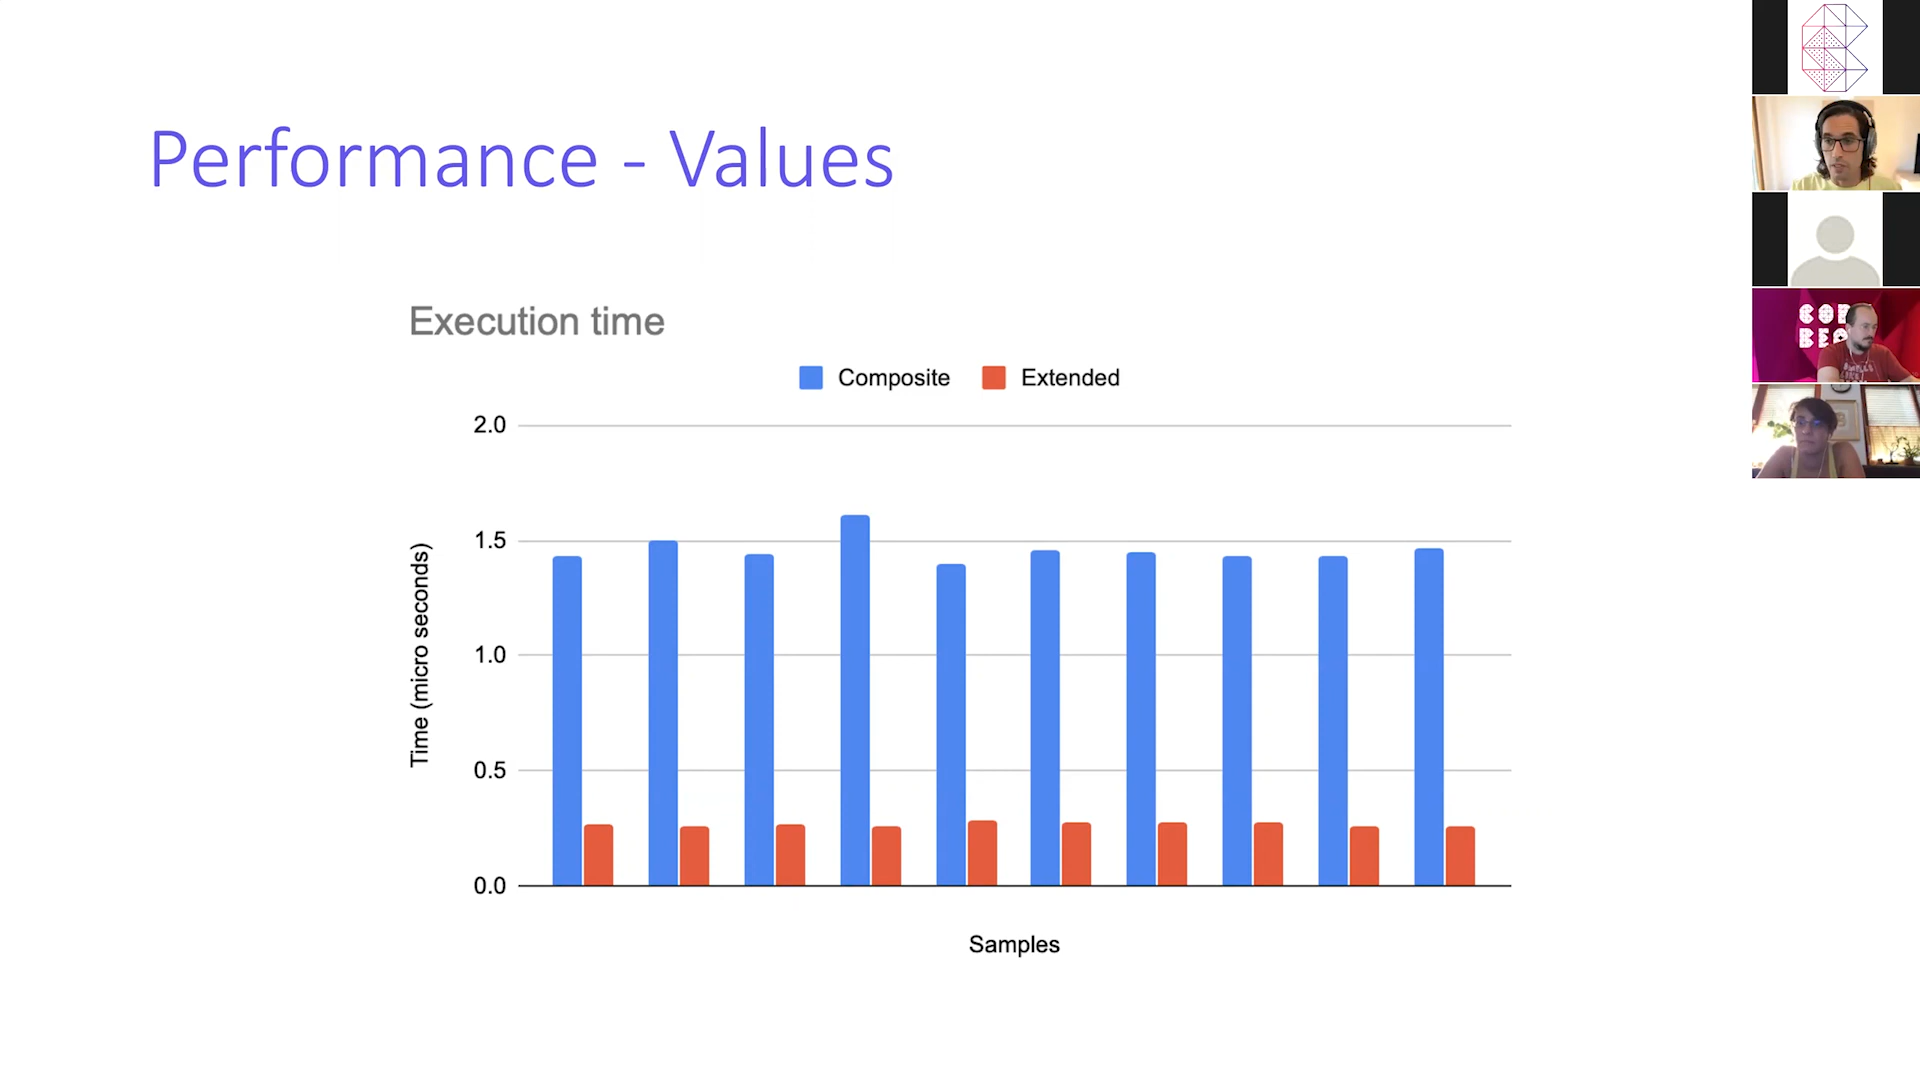 Performance - Values
Execution time
Composite Extended
2.0
1.5
1.0
0.5
0.0
Time (micro seconds)
Samples